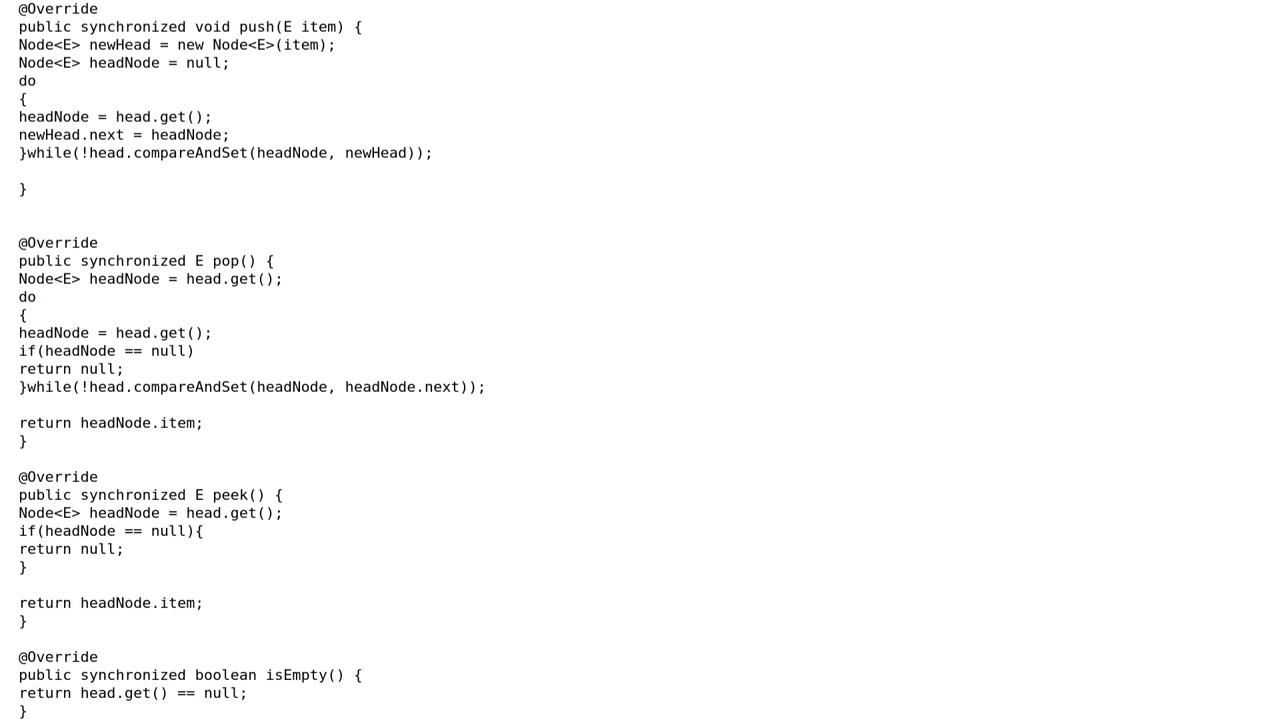 @Override
public synchronized void push(E item) {
Node<E> newHead = new Node<E>(item);
Node<E> headNode = null;
do
{
headNode = head.get();
newHead.next = headNode;
}while(!head.compareAndSet(headNode, newHead));
}
@Override
public synchronized E pop() {
Node<E> headNode = head.get();
do
{
headNode = head.get();
if(headNode == null)
return null;
}while(!head.compareAndSet(headNode, headNode.next));
return headNode.item;
}
@Override
public synchronized E peek() {
Node<E> headNode = head.get();
if(headNode == null){
return null;
}
return headNode.item;
}
@Override
public synchronized boolean isEmpty() {
return head.get() == null;
}